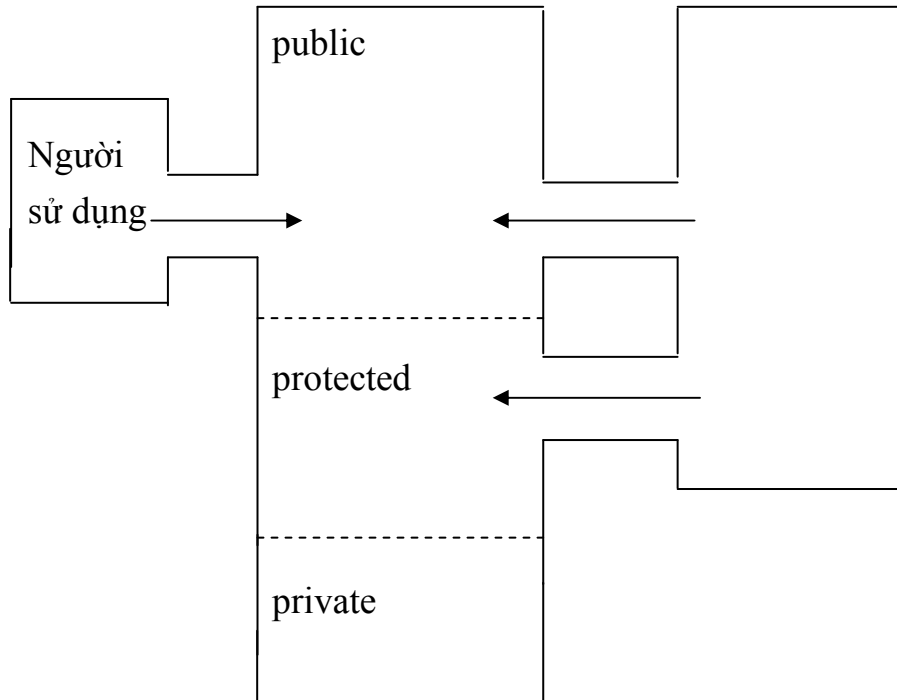 public
Người
sử dụng
protected
private